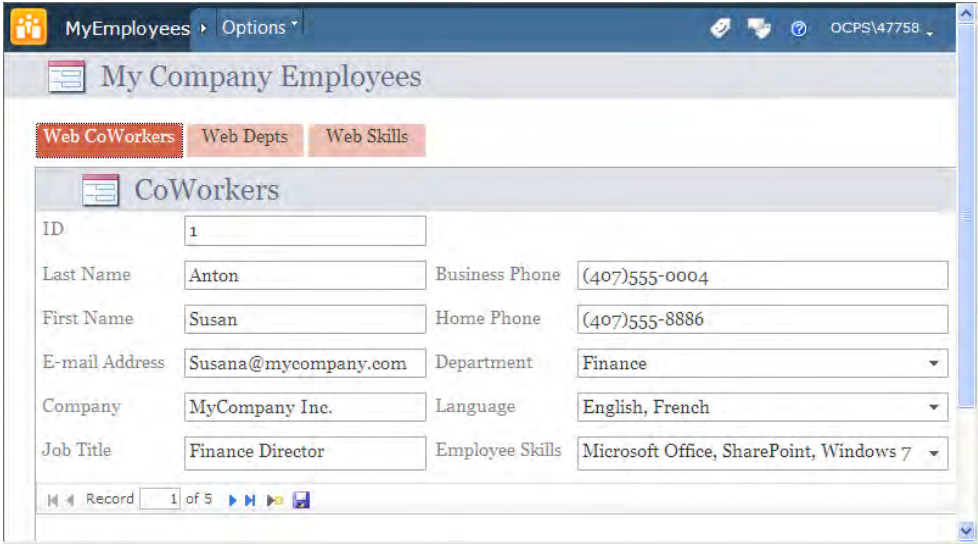 MyEmployees Options OCPS\47758
My Company Employees
Web CoWorkers Web Depts Web Skills
CoWorkers
ID 1
Last Name Anton Business Phone (407)555-0004
First Name Susan Home Phone (407)555-8886
E-mail Address Susana@mycompany.com Department Finance
Company MyCompany Inc. Language English, French
Job Title Finance Director Employee Skills Microsoft Office, SharePoint, Windows 7
Record 1 of 5